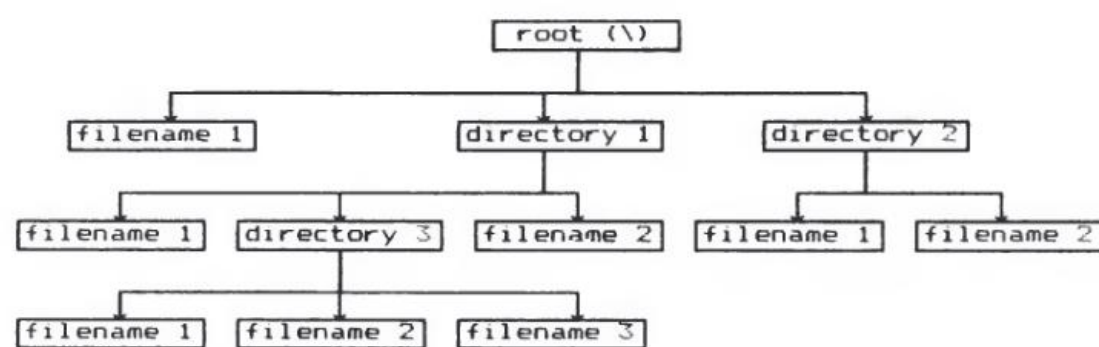 root (\)
filename 1 directory 1 directory 2
filename 1 directory 3 filename 2 filename 1 filename 2
filename 1 filename 2 filename 3